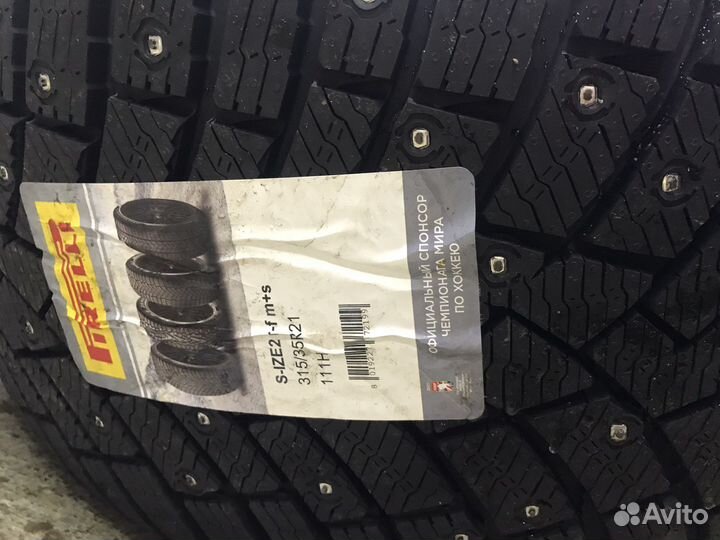 PIRELLI
S-IZE2 r-f m+s
315/35R21
111H
ОФИЦИАЛЬНЫЙ СПОНСОР
ЧЕМПИОНАТА МИРА
ПО ХОККЕЮ
Avito